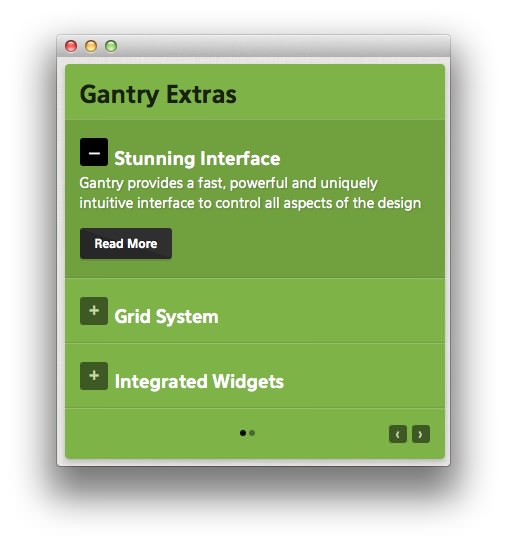 Gantry Extras
Stunning Interface
Gantry provides a fast, powerful and uniquely
intuitive interface to control all aspects of the design
Read More
Grid System
Integrated Widgets